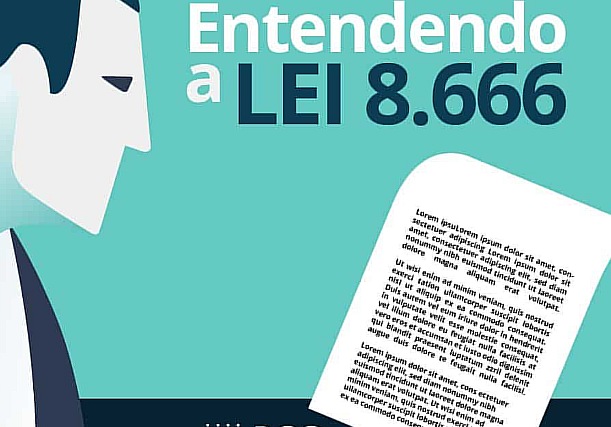 Entendendo
a LEI 8.666
Lorem ipsuLorem ipsum dolor sit amet, con-
sectetuer adipiscing Lorem ipsum dolor sit
amet, consectetuer adipiscing elit, sed diam
nonummy nibh euismod tincidunt ut laoreet
dolore magna aliquam erat volutpat.
Ut wisi enim ad minim veniam, quis nostrud
exerci tation ullamcorper suscipit lobortis
nisl ut aliquip ex ea commodo consequat.
Duis autem vel eum iriure dolor in hendrerit
in vulputate velit esse molestie consequat,
vel illum dolore eu feugiat nulla facilisis at
vero eros et accumsan et iusto odio dignissim
qui blandit praesent luptatum zzril delenit
augue duis dolore te feugait nulla facilisi.
Lorem ipsum dolor sit amet, cons ectetuer
adipiscing elit, sed diam nonummy nibh
euismod tincidunt ut laoreet dolore magna
aliquam erat volutpat. Ut wisi enim ad
ullamcorper suscipit lobortis
minim veniam, quis nostrud exerci
ex ea commodo conseq